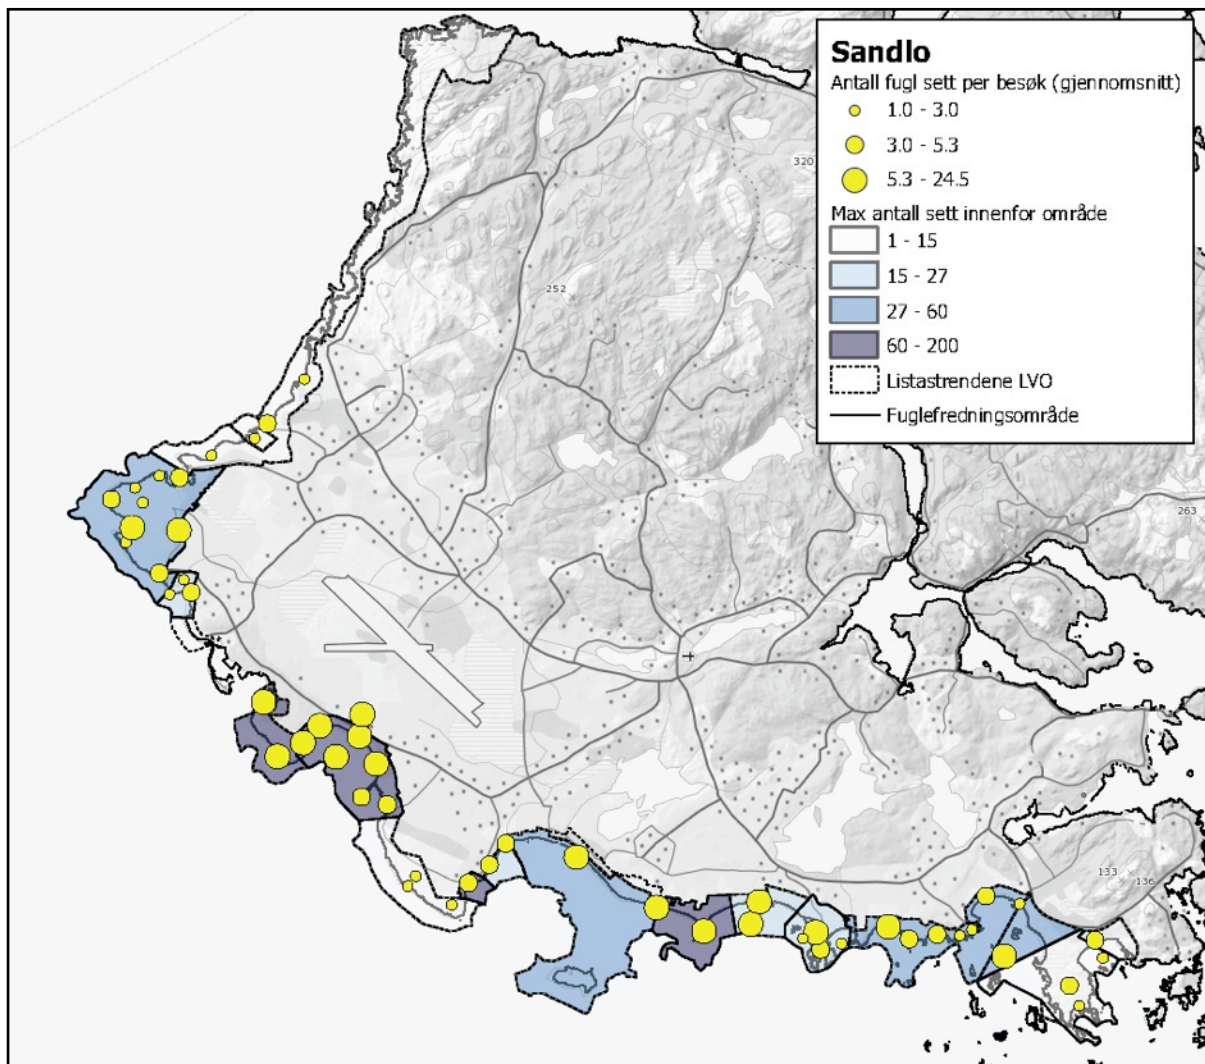 Sandlo
Antall fugl sett per besøk (gjennomsnitt)
1.0 - 3.0
3.0 - 5.3
5.3 - 24.5
Max antall sett innenfor område
1 - 15
15 - 27
27 - 60
60 - 200
Listastrendene LVO
Fuglefredningsområde
320
252
263
133
136